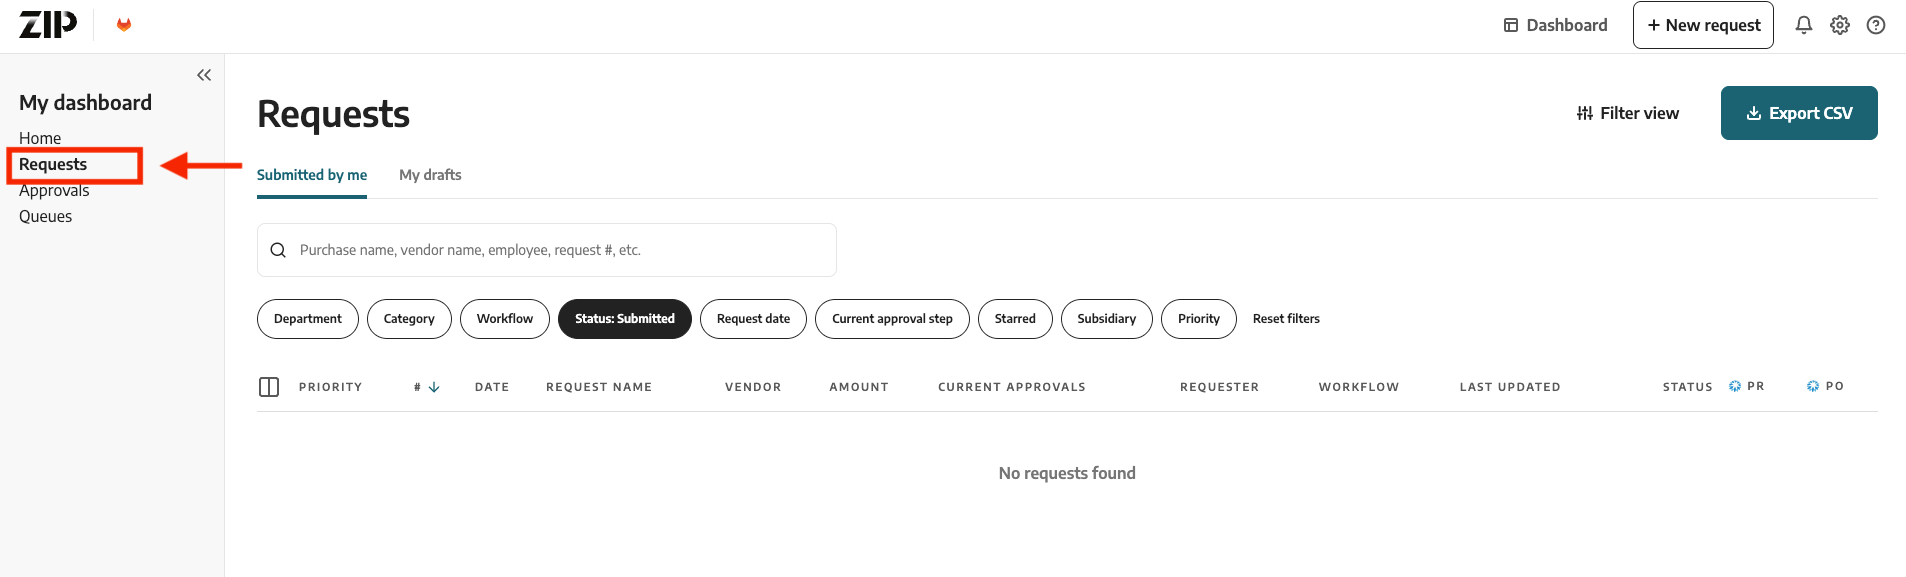 ZIP
Dashboard
+ New request
My dashboard
Home
Requests
Approvals
Queues
Requests
Filter view
Export CSV
Submitted by me
My drafts
Purchase name, vendor name, employee, request #, etc.
Department
Category
Workflow
Status: Submitted
Request date
Current approval step
Starred
Subsidiary
Priority
Reset filters
PRIORITY
#
DATE
REQUEST NAME
VENDOR
AMOUNT
CURRENT APPROVALS
REQUESTER
WORKFLOW
LAST UPDATED
STATUS
PR
PO
No requests found